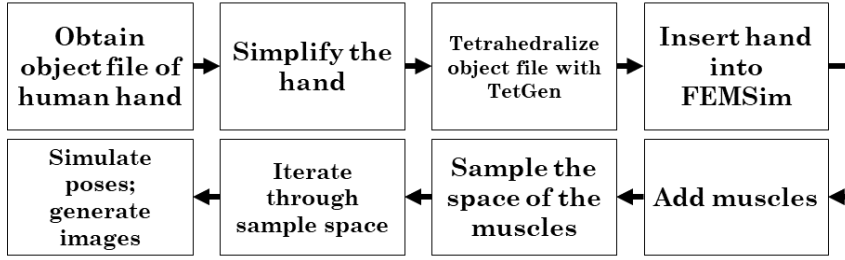 Obtain
object file of
human hand
Simplify the
hand
Tetrahedralize
object file with
TetGen
Insert hand
into
FEMSim
Add muscles
Sample the
space of the
muscles
Iterate
through
sample space
Simulate
poses;
generate
images